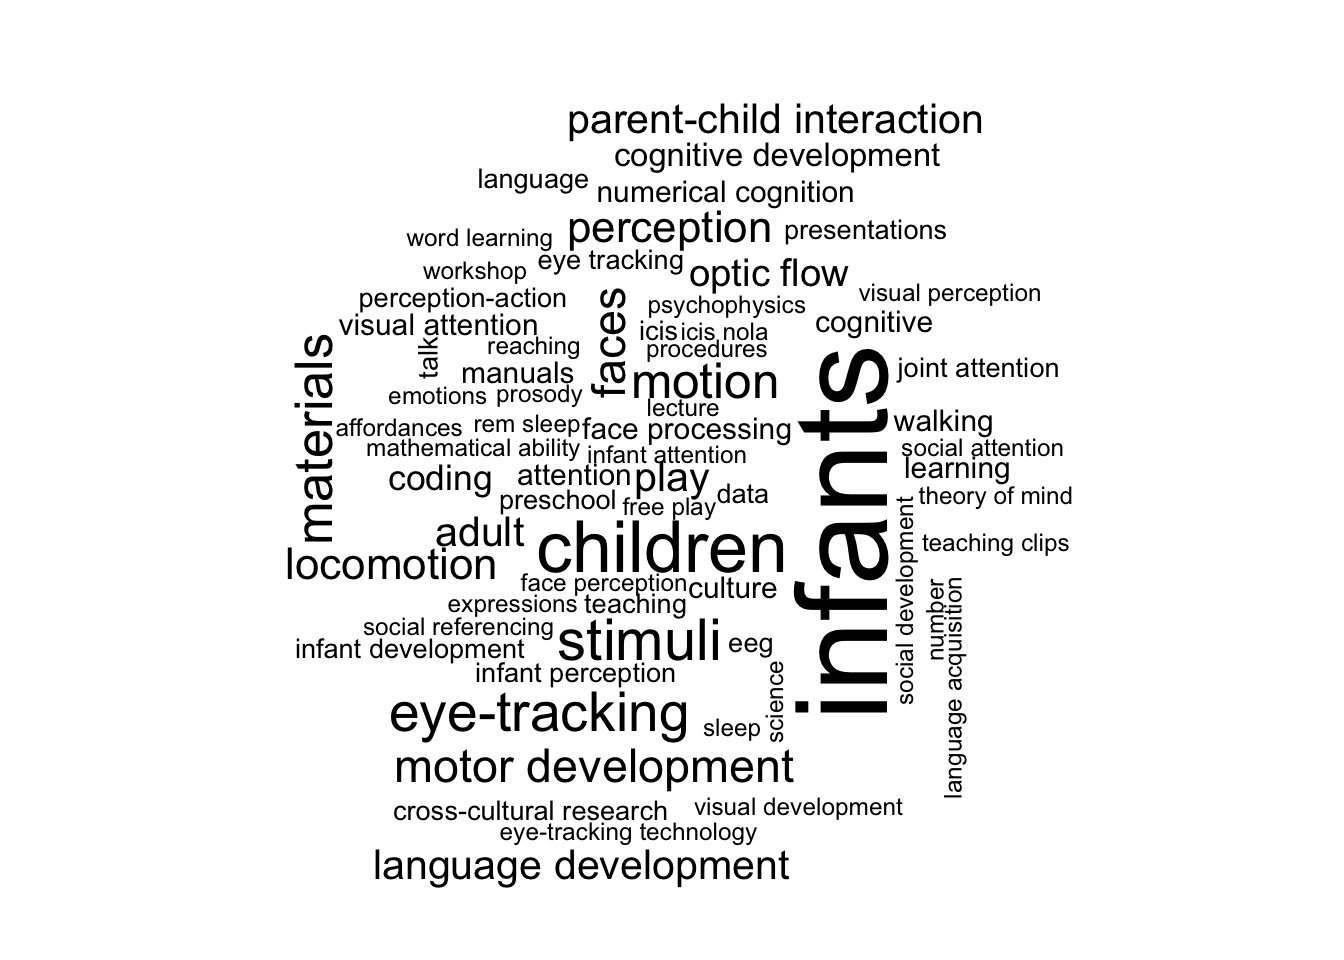 parent-child interaction
cognitive development
language
numerical cognition
perception
presentations
word learning
eye tracking
workshop
optic flow
perception-action
faces
psychophysics
visual perception
visual attention
icis
icis nola
cognitive
materials
talk
reaching
procedures
infants
joint attention
manuals
motion
emotions
prosody
lecture
affordances
rem sleep
face processing
walking
mathematical ability
infant attention
social attention
coding
attention
play
learning
preschool
free play
data
theory of mind
adult
children
social development
teaching clips
locomotion
face perception
culture
number
language acquisition
expressions
teaching
social referencing
stimuli
eeg
infant development
infant perception
science
eye-tracking
sleep
motor development
cross-cultural research
visual development
eye-tracking technology
language development